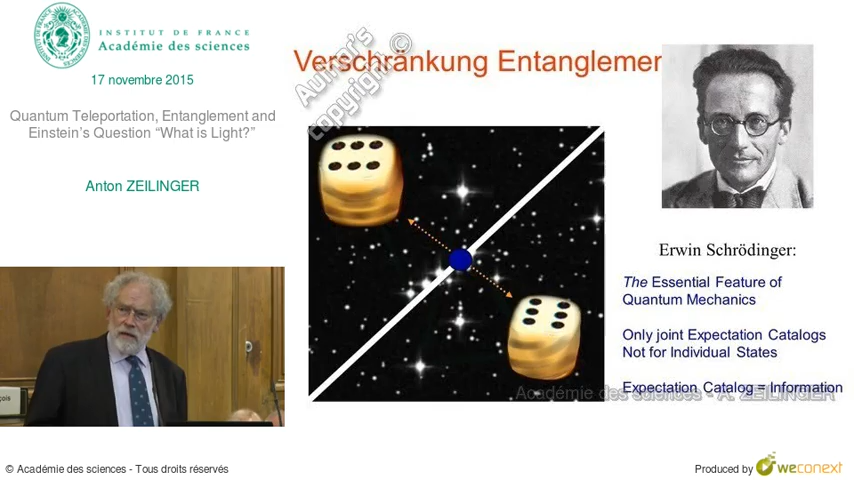 INSTITUT DE FRANCE
Académie des sciences
17 novembre 2015
Quantum Teleportation, Entanglement and
Einstein’s Question “What is Light?”
Anton ZEILINGER
Verschränkung Entanglemen
Author's
copyright ©
Erwin Schrödinger:
The Essential Feature of
Quantum Mechanics
Only joint Expectation Catalogs
Not for Individual States
Expectation Catalog = Information
Académie des sciences - A. ZEILINGER
© Académie des sciences - Tous droits réservés
Produced by weconext